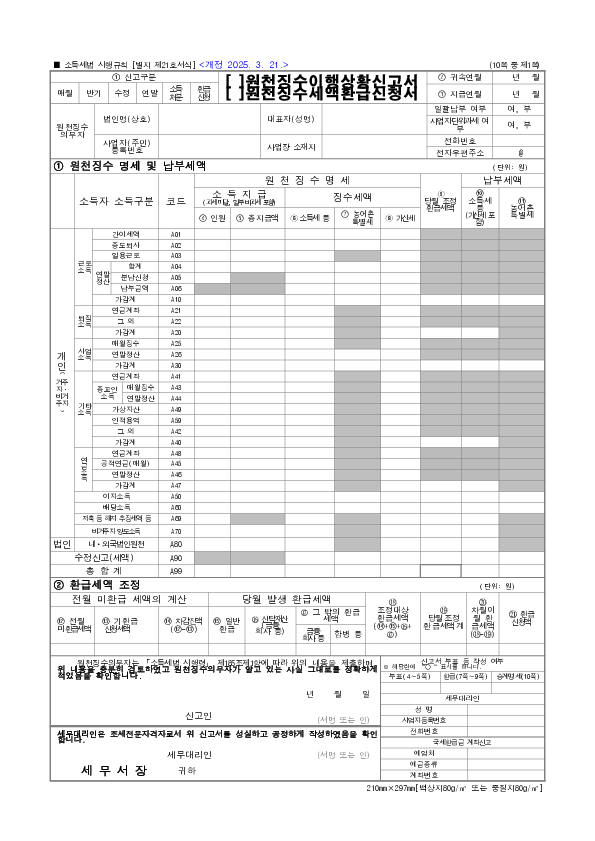 ■ 소득세법 시행규칙 [별지 제21호서식] <개정 2025. 3. 21.>
(10쪽 중 제1쪽)
① 신고구분
매월 반기 수정 연말 소득처분 환급신청
[ ]원천징수이행상황신고서
[ ]원천징수세액환급신청서
② 귀속연월 년 월
③ 지급연월 년 월
원천징수 의무자
법인명(상호)
대표자(성명)
일괄납부 여부 여, 부
사업자단위과세 여부 여, 부
사업자(주민)등록번호
사업장 소재지
전화번호
전자우편주소 @
① 원천징수 명세 및 납부세액
(단위: 원)
소득자 소득구분
코드
원 천 징 수 명 세
납부세액
소 득 지 급
(과세미달, 일부비과세 포함)
징수세액
④ 인원
⑤ 총지급액
⑥ 소득세 등
⑦ 농어촌특별세
⑧ 가산세
⑨ 당월 조정 환급세액
⑩ 소득세 등 (가산세 포함)
⑪ 농어촌특별세
개인 (거주자·비거주자)
근로소득
간이세액 A01
중도퇴사 A02
일용근로 A03
연말정산
합계 A04
분납신청 A05
납부금액 A06
가감계 A10
퇴직소득
연금계좌 A21
그 외 A22
가감계 A20
사업소득
매월징수 A25
연말정산 A26
가감계 A30
기타소득
연금계좌 A41
종교인소득
매월징수 A43
연말정산 A44
가상자산 A49
인적용역 A59
그 외 A42
가감계 A40
연금소득
연금계좌 A48
공적연금(매월) A45
연말정산 A46
가감계 A47
이자소득 A50
배당소득 A60
저축 등 해지 추징세액 등 A69
비거주자 양도소득 A70
법인 내·외국법인원천 A80
수정신고(세액) A90
총 합 계 A99
② 환급세액 조정
(단위: 원)
전월 미환급 세액의 계산
당월 발생 환급세액
⑫ 전월 미환급세액
⑬ 기환급 신청세액
⑭ 차감잔액 (⑫-⑬)
⑮ 일반환급
⑯ 신탁재산 (금융회사 등)
⑰ 그 밖의 환급세액
금융회사 등
합병 등
⑱ 조정대상 환급세액 (⑭+⑮+⑯+⑰)
⑲ 당월 조정 환급세액 계
⑳ 차월이월 환급세액 (⑱-⑲)
㉑ 환급 신청액
원천징수의무자는 「소득세법 시행령」 제185조제1항에 따라 위의 내용을 제출하며,
위 내용을 충분히 검토하였고 원천징수의무자가 알고 있는 사실 그대로를 정확하게
적었음을 확인합니다.
년 월 일
신고인 (서명 또는 인)
세무대리인은 조세전문자격자로서 위 신고서를 성실하고 공정하게 작성하였음을 확인
합니다.
세무대리인 (서명 또는 인)
세 무 서 장 귀하
신고서 부표 등 작성 여부
※ 해당란에 "○" 표시를 합니다.
부표(4~5쪽) 환급(7쪽~9쪽) 승계명세(10쪽)
세무대리인
성 명
사업자등록번호
전화번호
국세환급금 계좌신고
예입처
예금종류
계좌번호
210mm×297mm[백상지80g/㎡ 또는 중질지80g/㎡]